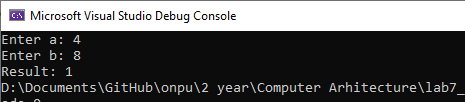 Microsoft Visual Studio Debug Console
Enter a: 4
Enter b: 8
Result: 1
D:\Documents\GitHub\onpu\2 year\Computer Arhitecture\lab7_